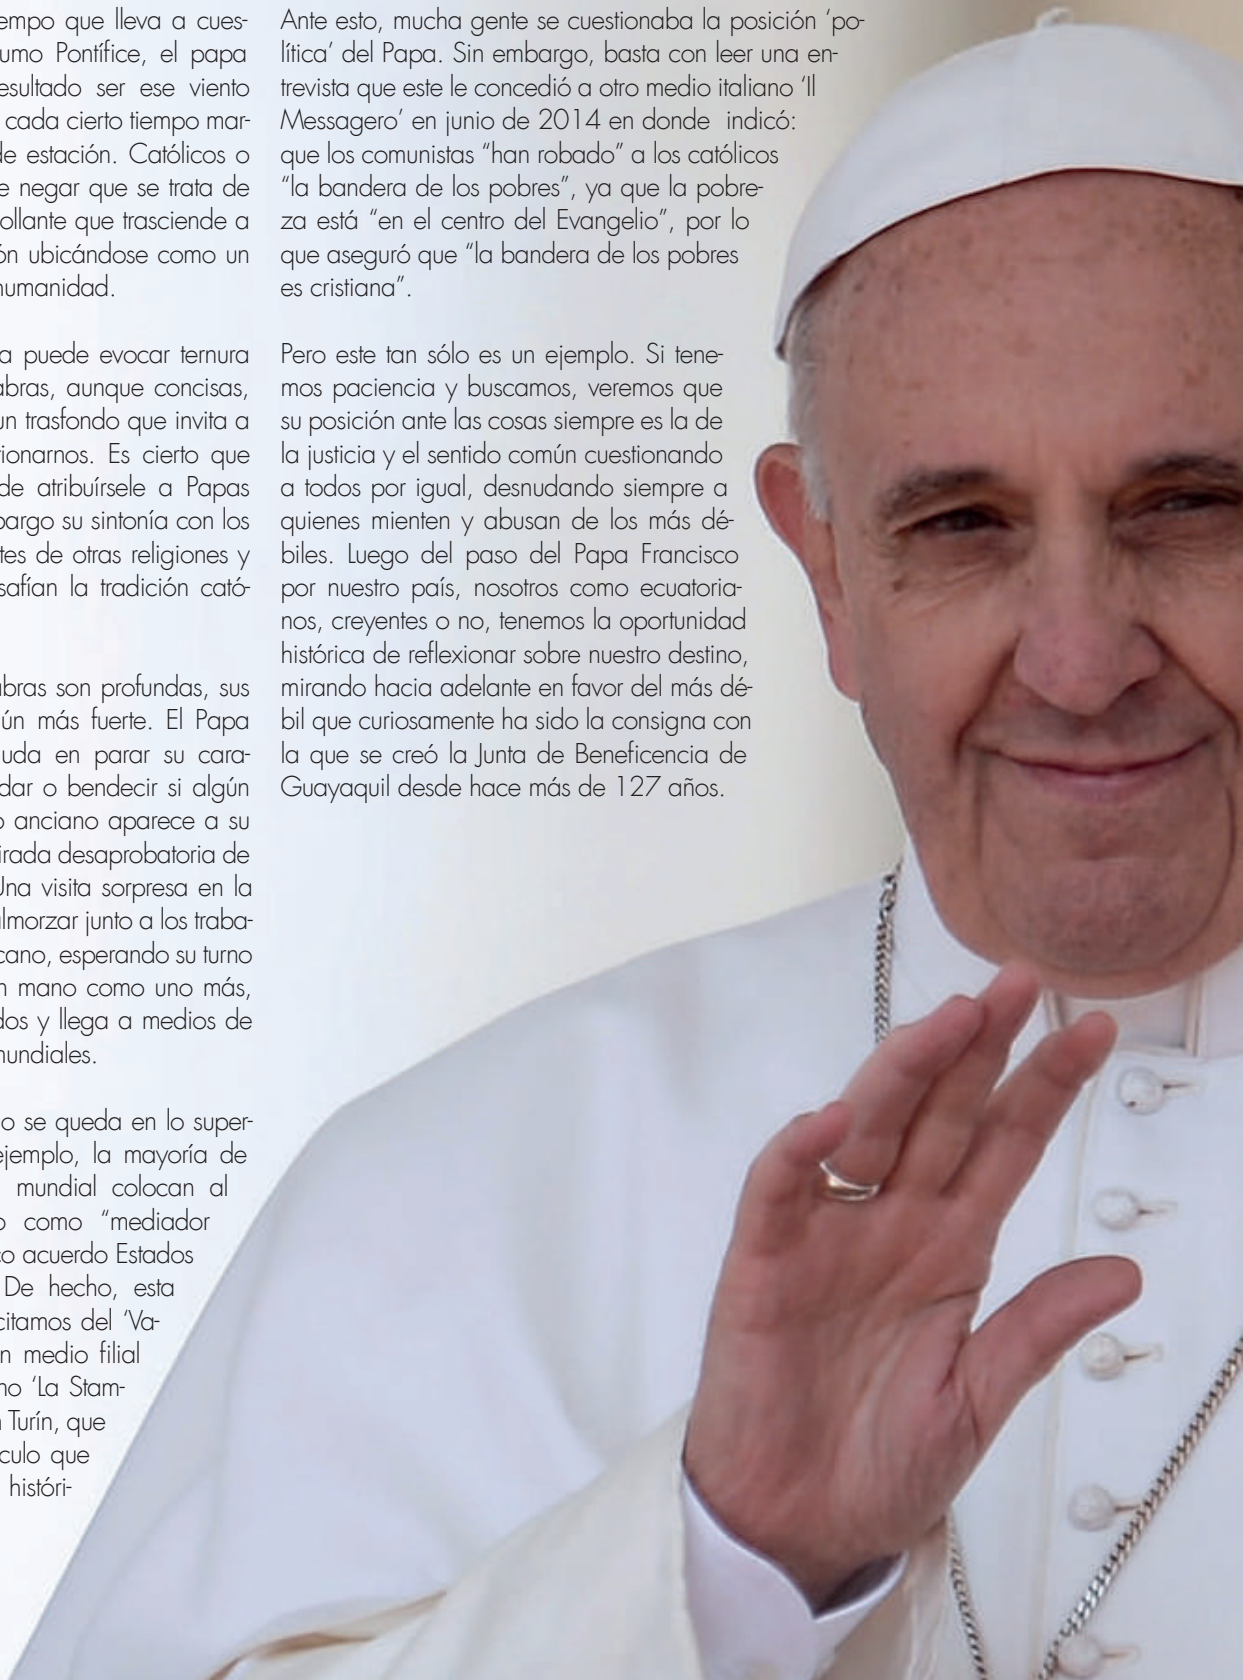 empo que lleva a cues-
umo Pontífice, el papa
esultado ser ese viento
cada cierto tiempo mar-
de estación. Católicos o
e negar que se trata de
ollante que trasciende a
ón ubicándose como un
humanidad.
a puede evocar ternura
abras, aunque concisas,
un trasfondo que invita a
ionarnos. Es cierto que
de atribuírsele a Papas
bargo su sintonía con los
tes de otras religiones y
safían la tradición cató-
abras son profundas, sus
ún más fuerte. El Papa
uda en parar su cara-
dar o bendecir si algún
o anciano aparece a su
irada desaprobatoria de
Una visita sorpresa en la
almorzar junto a los traba-
cano, esperando su turno
n mano como uno más,
dos y llega a medios de
mundiales.
o se queda en lo super-
ejemplo, la mayoría de
mundial colocan al
o como “mediador
co acuerdo Estados
De hecho, esta
citamos del ‘Va-
n medio filial
no ‘La Stam-
n Turín, que
culo que
históri-
Ante esto, mucha gente se cuestionaba la posición ‘po-
lítica’ del Papa. Sin embargo, basta con leer una en-
trevista que este le concedió a otro medio italiano ‘Il
Messagero’ en junio de 2014 en donde indicó:
que los comunistas “han robado” a los católicos
“la bandera de los pobres”, ya que la pobre-
za está “en el centro del Evangelio”, por lo
que aseguró que “la bandera de los pobres
es cristiana”.
Pero este tan sólo es un ejemplo. Si tene-
mos paciencia y buscamos, veremos que
su posición ante las cosas siempre es la de
la justicia y el sentido común cuestionando
a todos por igual, desnudando siempre a
quienes mienten y abusan de los más dé-
biles. Luego del paso del Papa Francisco
por nuestro país, nosotros como ecuatoria-
nos, creyentes o no, tenemos la oportunidad
histórica de reflexionar sobre nuestro destino,
mirando hacia adelante en favor del más dé-
bil que curiosamente ha sido la consigna con
la que se creó la Junta de Beneficencia de
Guayaquil desde hace más de 127 años.